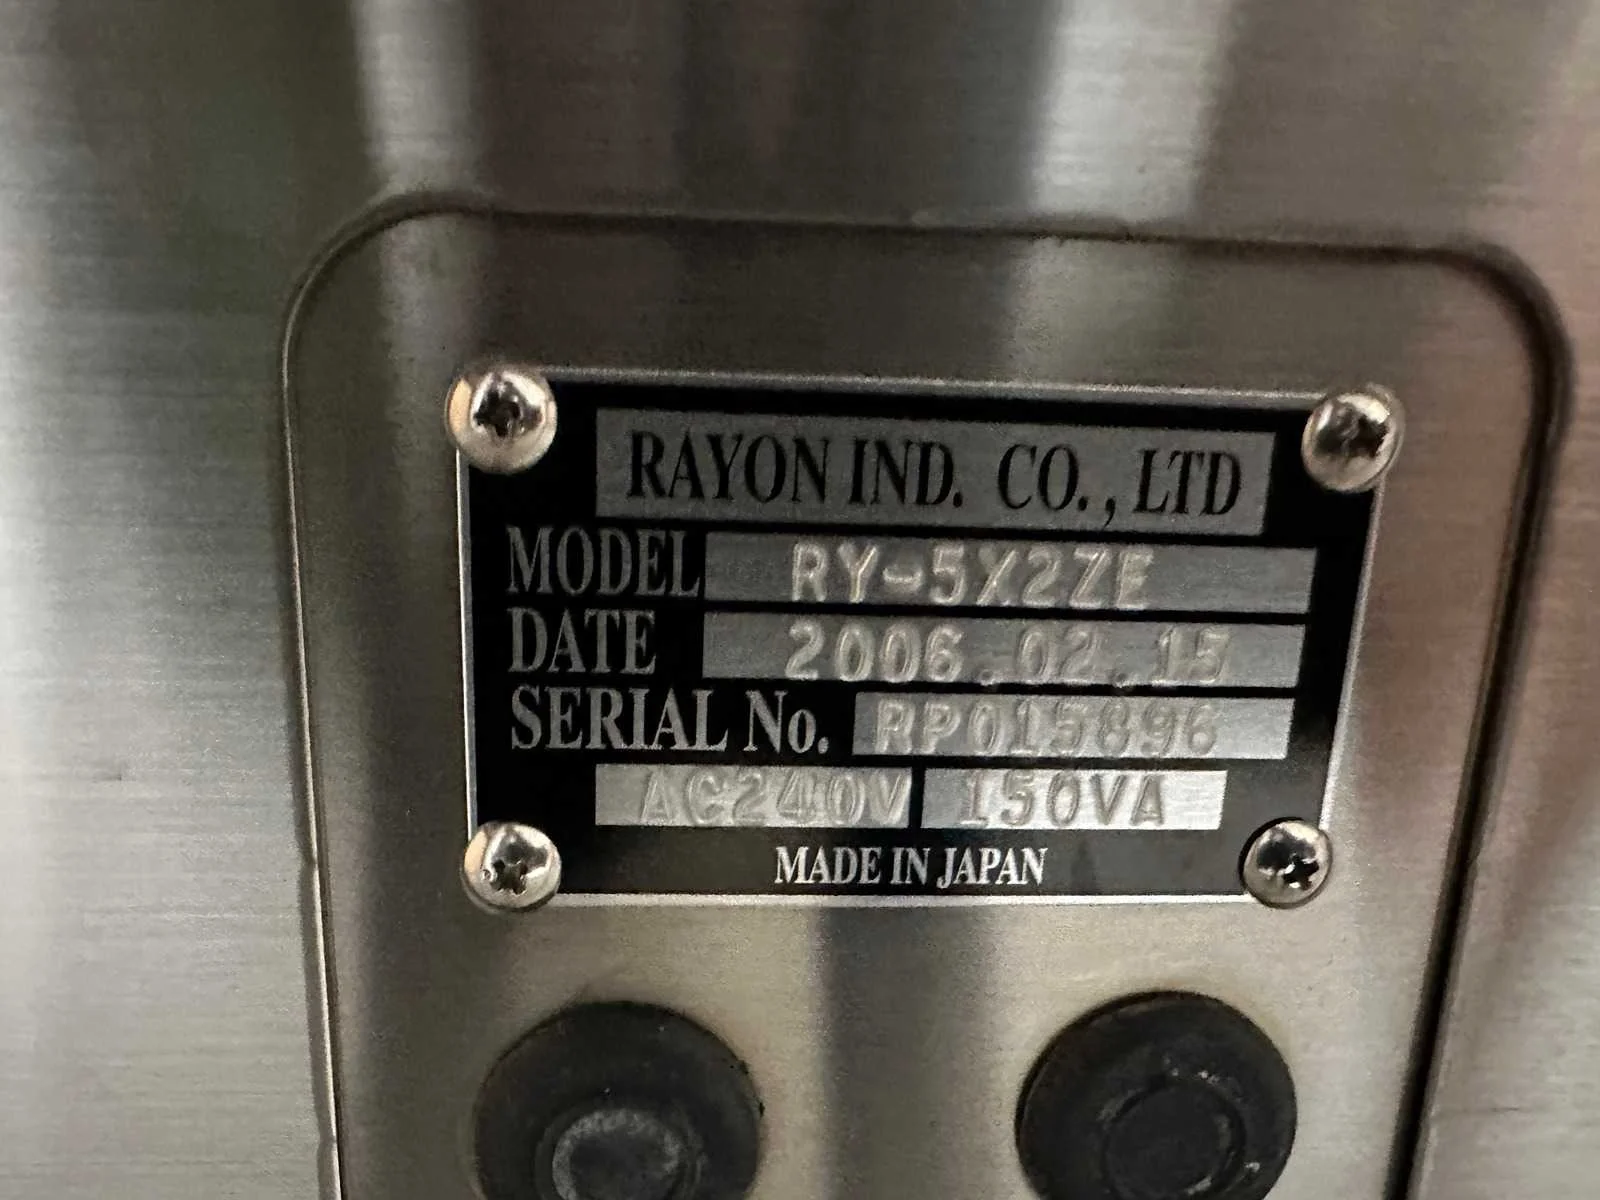 RAYON IND. CO., LTD
MODEL RY-5X2ZE
DATE 2006.02.15
SERIAL No. RP015896
AC240V 150VA
MADE IN JAPAN